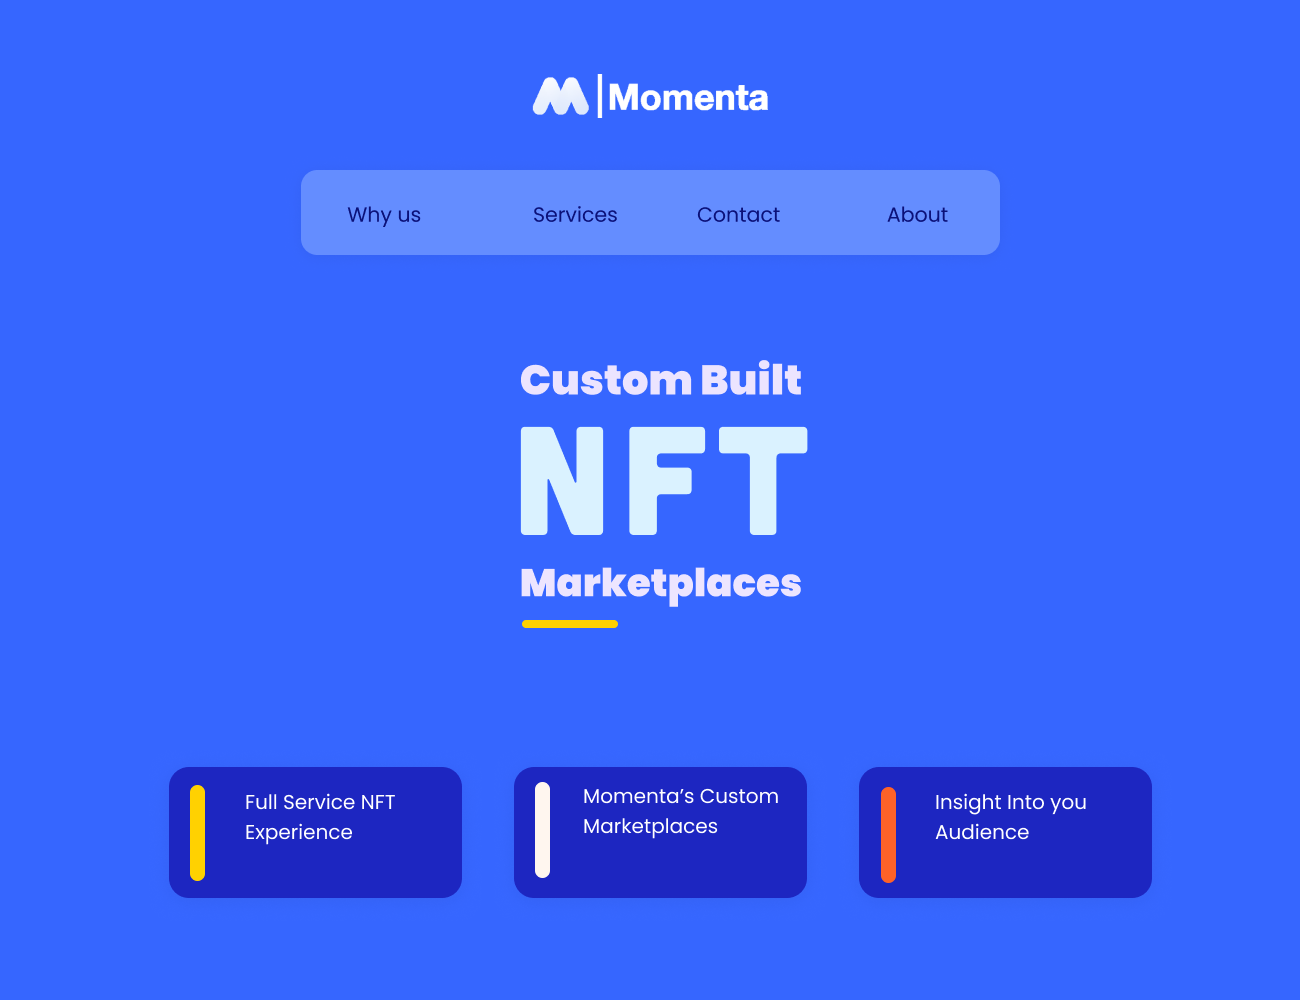 Momenta
Why us Services Contact About
Custom Built
NFT
Marketplaces
Full Service NFT
Experience
Momenta’s Custom
Marketplaces
Insight Into you
Audience